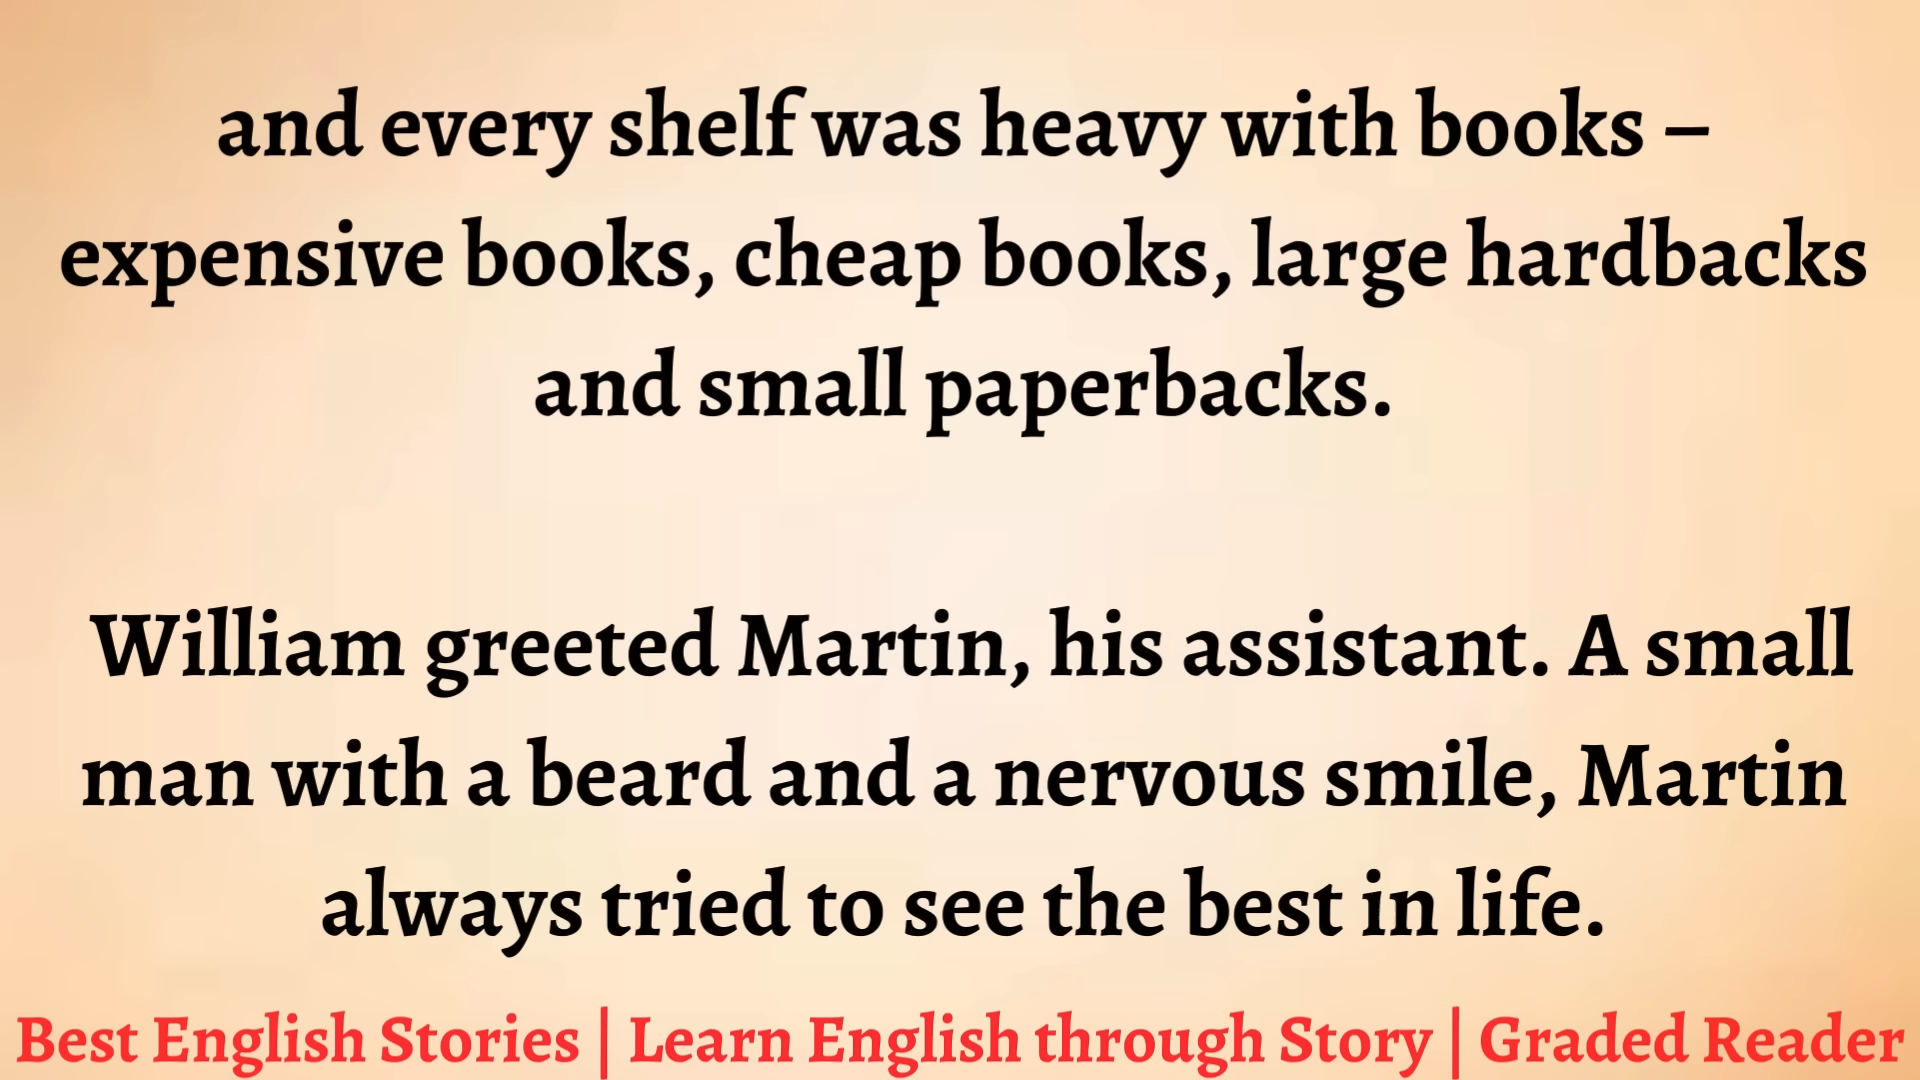 and every shelf was heavy with books –
expensive books, cheap books, large hardbacks
and small paperbacks.
William greeted Martin, his assistant. A small
man with a beard and a nervous smile, Martin
always tried to see the best in life.
Best English Stories | Learn English through Story | Graded Reader